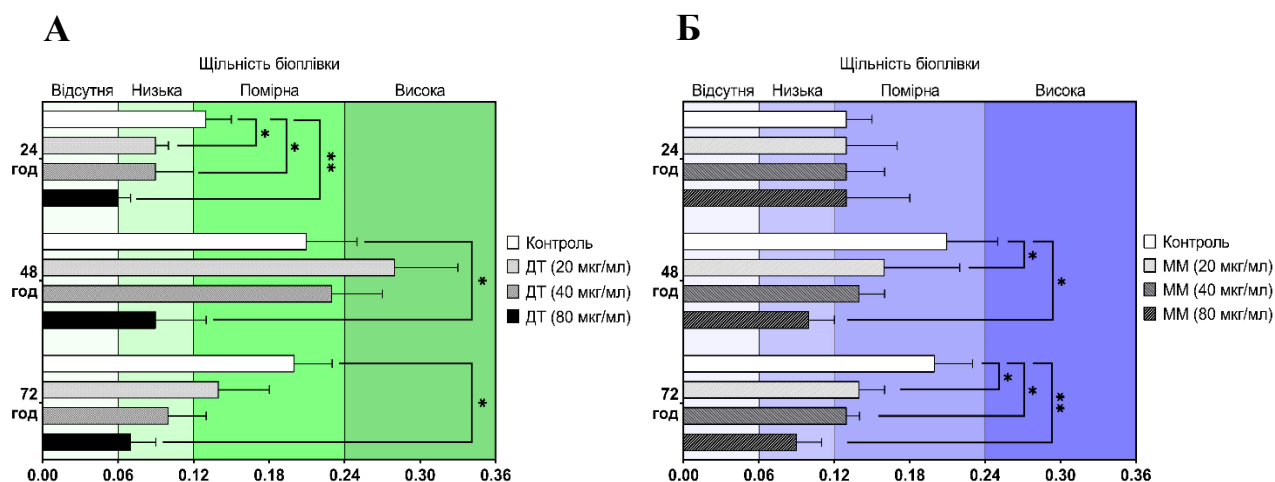 А
Щільність біоплівки
Відсутня Низька Помірна Висока
24
год
*
*
**
48
год
*
72
год
*
0.00 0.06 0.12 0.18 0.24 0.30 0.36
Контроль
ДТ (20 мкг/мл)
ДТ (40 мкг/мл)
ДТ (80 мкг/мл)
Б
Щільність біоплівки
Відсутня Низька Помірна Висока
24
год
48
год
*
*
72
год
*
*
**
0.00 0.06 0.12 0.18 0.24 0.30 0.36
Контроль
ММ (20 мкг/мл)
ММ (40 мкг/мл)
ММ (80 мкг/мл)